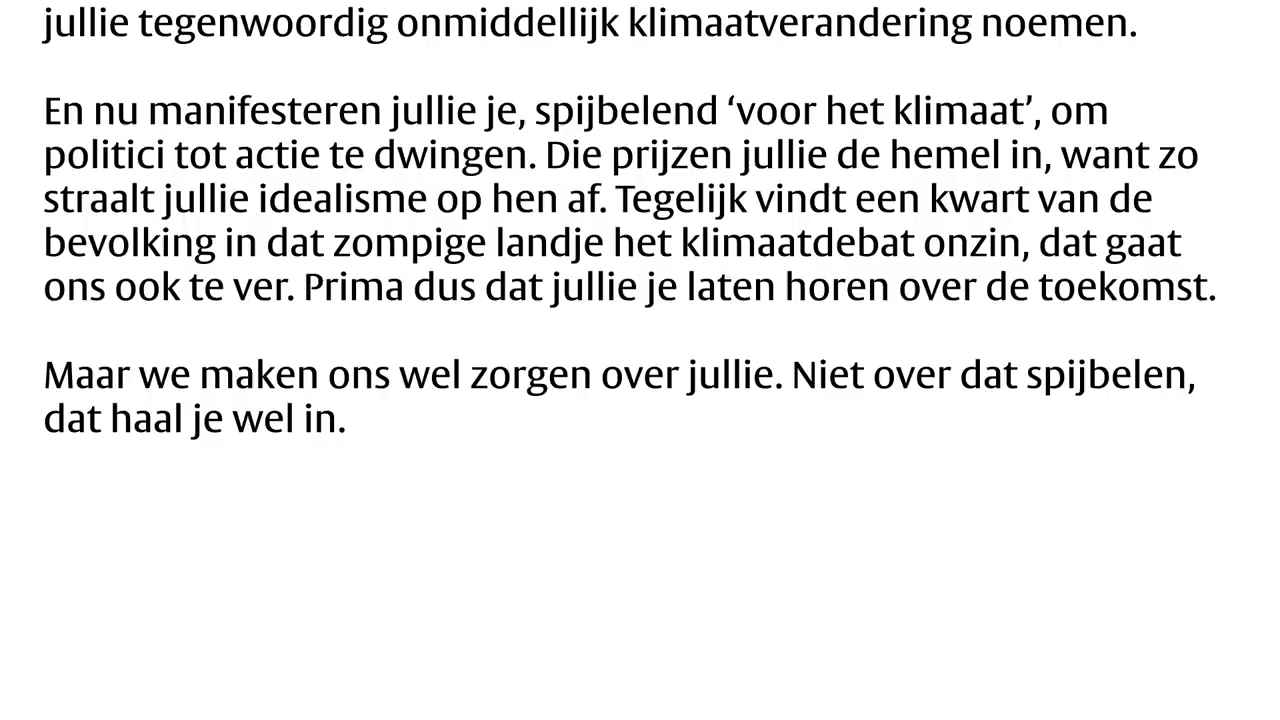 jullie tegenwoordig onmiddellijk klimaatverandering noemen.
En nu manifesteren jullie je, spijbelend ‘voor het klimaat’, om
politici tot actie te dwingen. Die prijzen jullie de hemel in, want zo
straalt jullie idealisme op hen af. Tegelijk vindt een kwart van de
bevolking in dat zompige landje het klimaatdebat onzin, dat gaat
ons ook te ver. Prima dus dat jullie je laten horen over de toekomst.
Maar we maken ons wel zorgen over jullie. Niet over dat spijbelen,
dat haal je wel in.